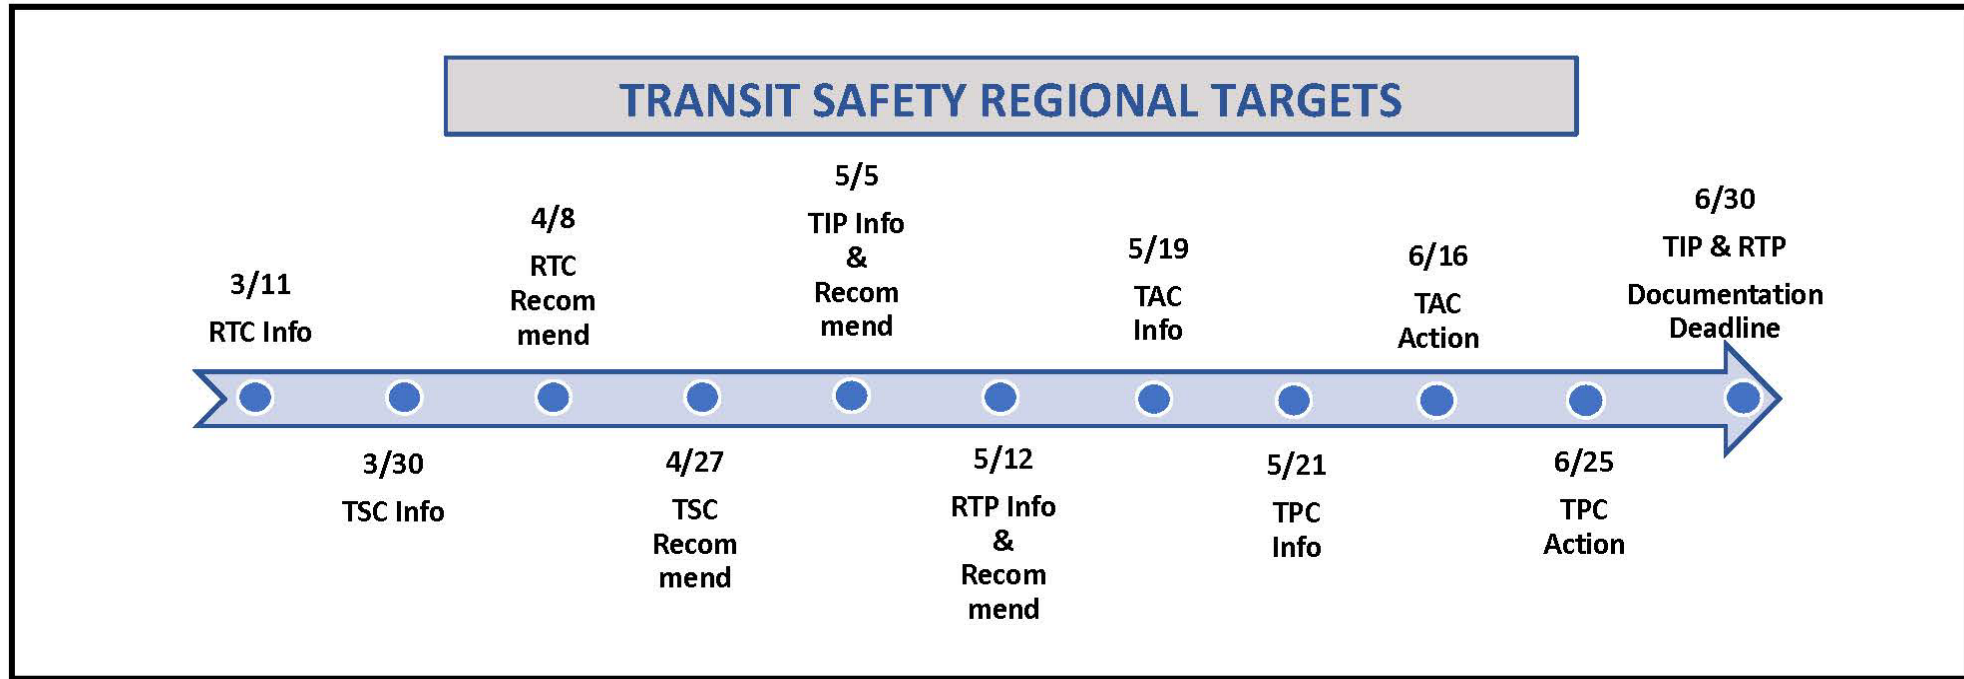 TRANSIT SAFETY REGIONAL TARGETS
3/11
RTC Info
3/30
TSC Info
4/8
RTC
Recom
mend
4/27
TSC
Recom
mend
5/5
TIP Info
&
Recom
mend
5/12
RTP Info
&
Recom
mend
5/19
TAC
Info
5/21
TPC
Info
6/16
TAC
Action
6/25
TPC
Action
6/30
TIP & RTP
Documentation
Deadline